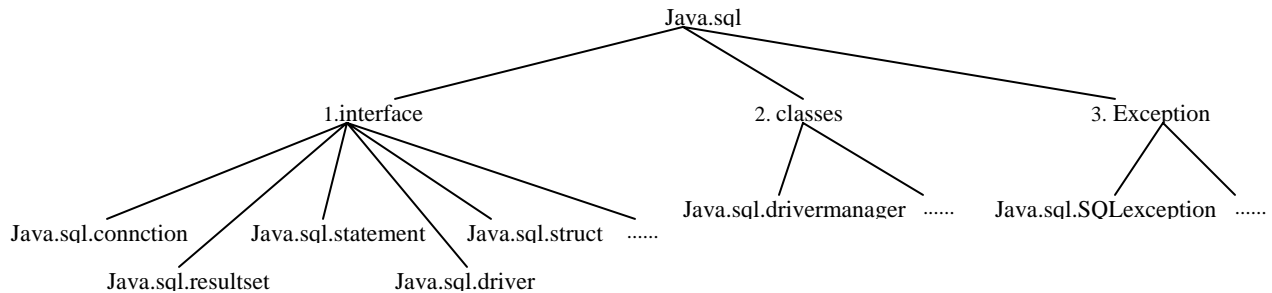 Java.sql
1.interface 2. classes 3. Exception
Java.sql.drivermanager ...... Java.sql.SQLexception ......
Java.sql.connction Java.sql.statement Java.sql.struct ......
Java.sql.resultset Java.sql.driver